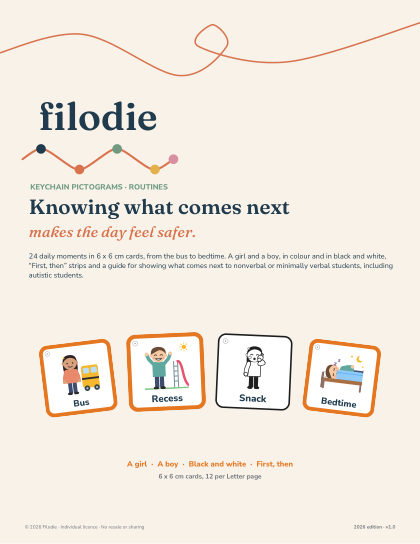 filodie
KEYCHAIN PICTOGRAMS · ROUTINES
Knowing what comes next
makes the day feel safer.
24 daily moments in 6 x 6 cm cards, from the bus to bedtime. A girl and a boy, in colour and in black and white,
"First, then" strips and a guide for showing what comes next to nonverbal or minimally verbal students, including
autistic students.
Bus
Recess
Snack
Bedtime
A girl · A boy · Black and white · First, then
6 x 6 cm cards, 12 per Letter page
© 2026 Filodie · Individual licence · No resale or sharing
2026 edition · v1.0